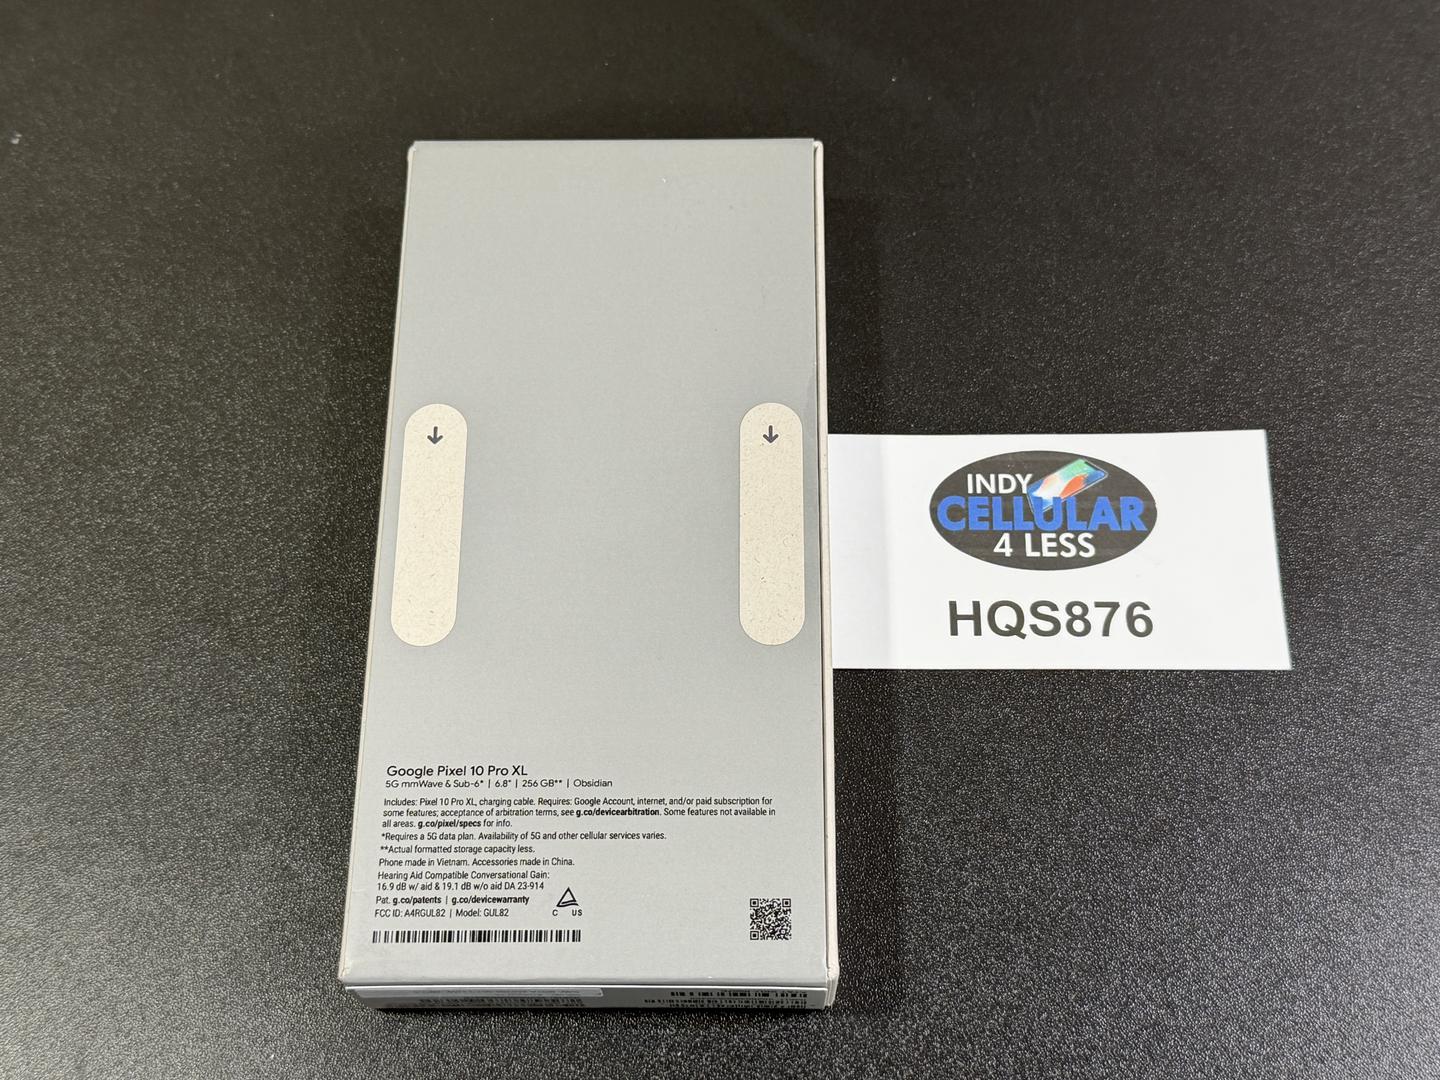 INDY
CELLULAR
4 LESS
HQS876
Google Pixel 10 Pro XL
5G mmWave & Sub-6* | 6.8" | 256 GB** | Obsidian
Includes: Pixel 10 Pro XL, charging cable. Requires: Google Account, internet, and/or paid subscription for
some features; acceptance of arbitration terms, see g.co/devicearbitration. Some features not available in
all areas. g.co/pixel/specs for info.
*Requires a 5G data plan. Availability of 5G and other cellular services varies.
**Actual formatted storage capacity less.
Phone made in Vietnam. Accessories made in China.
Hearing Aid Compatible Conversational Gain:
16.9 dB w/ aid & 19.1 dB w/o aid DA 23-914
Pat. g.co/patents | g.co/devicewarranty
C US
FCC ID: A4RGUL82 | Model: GUL82